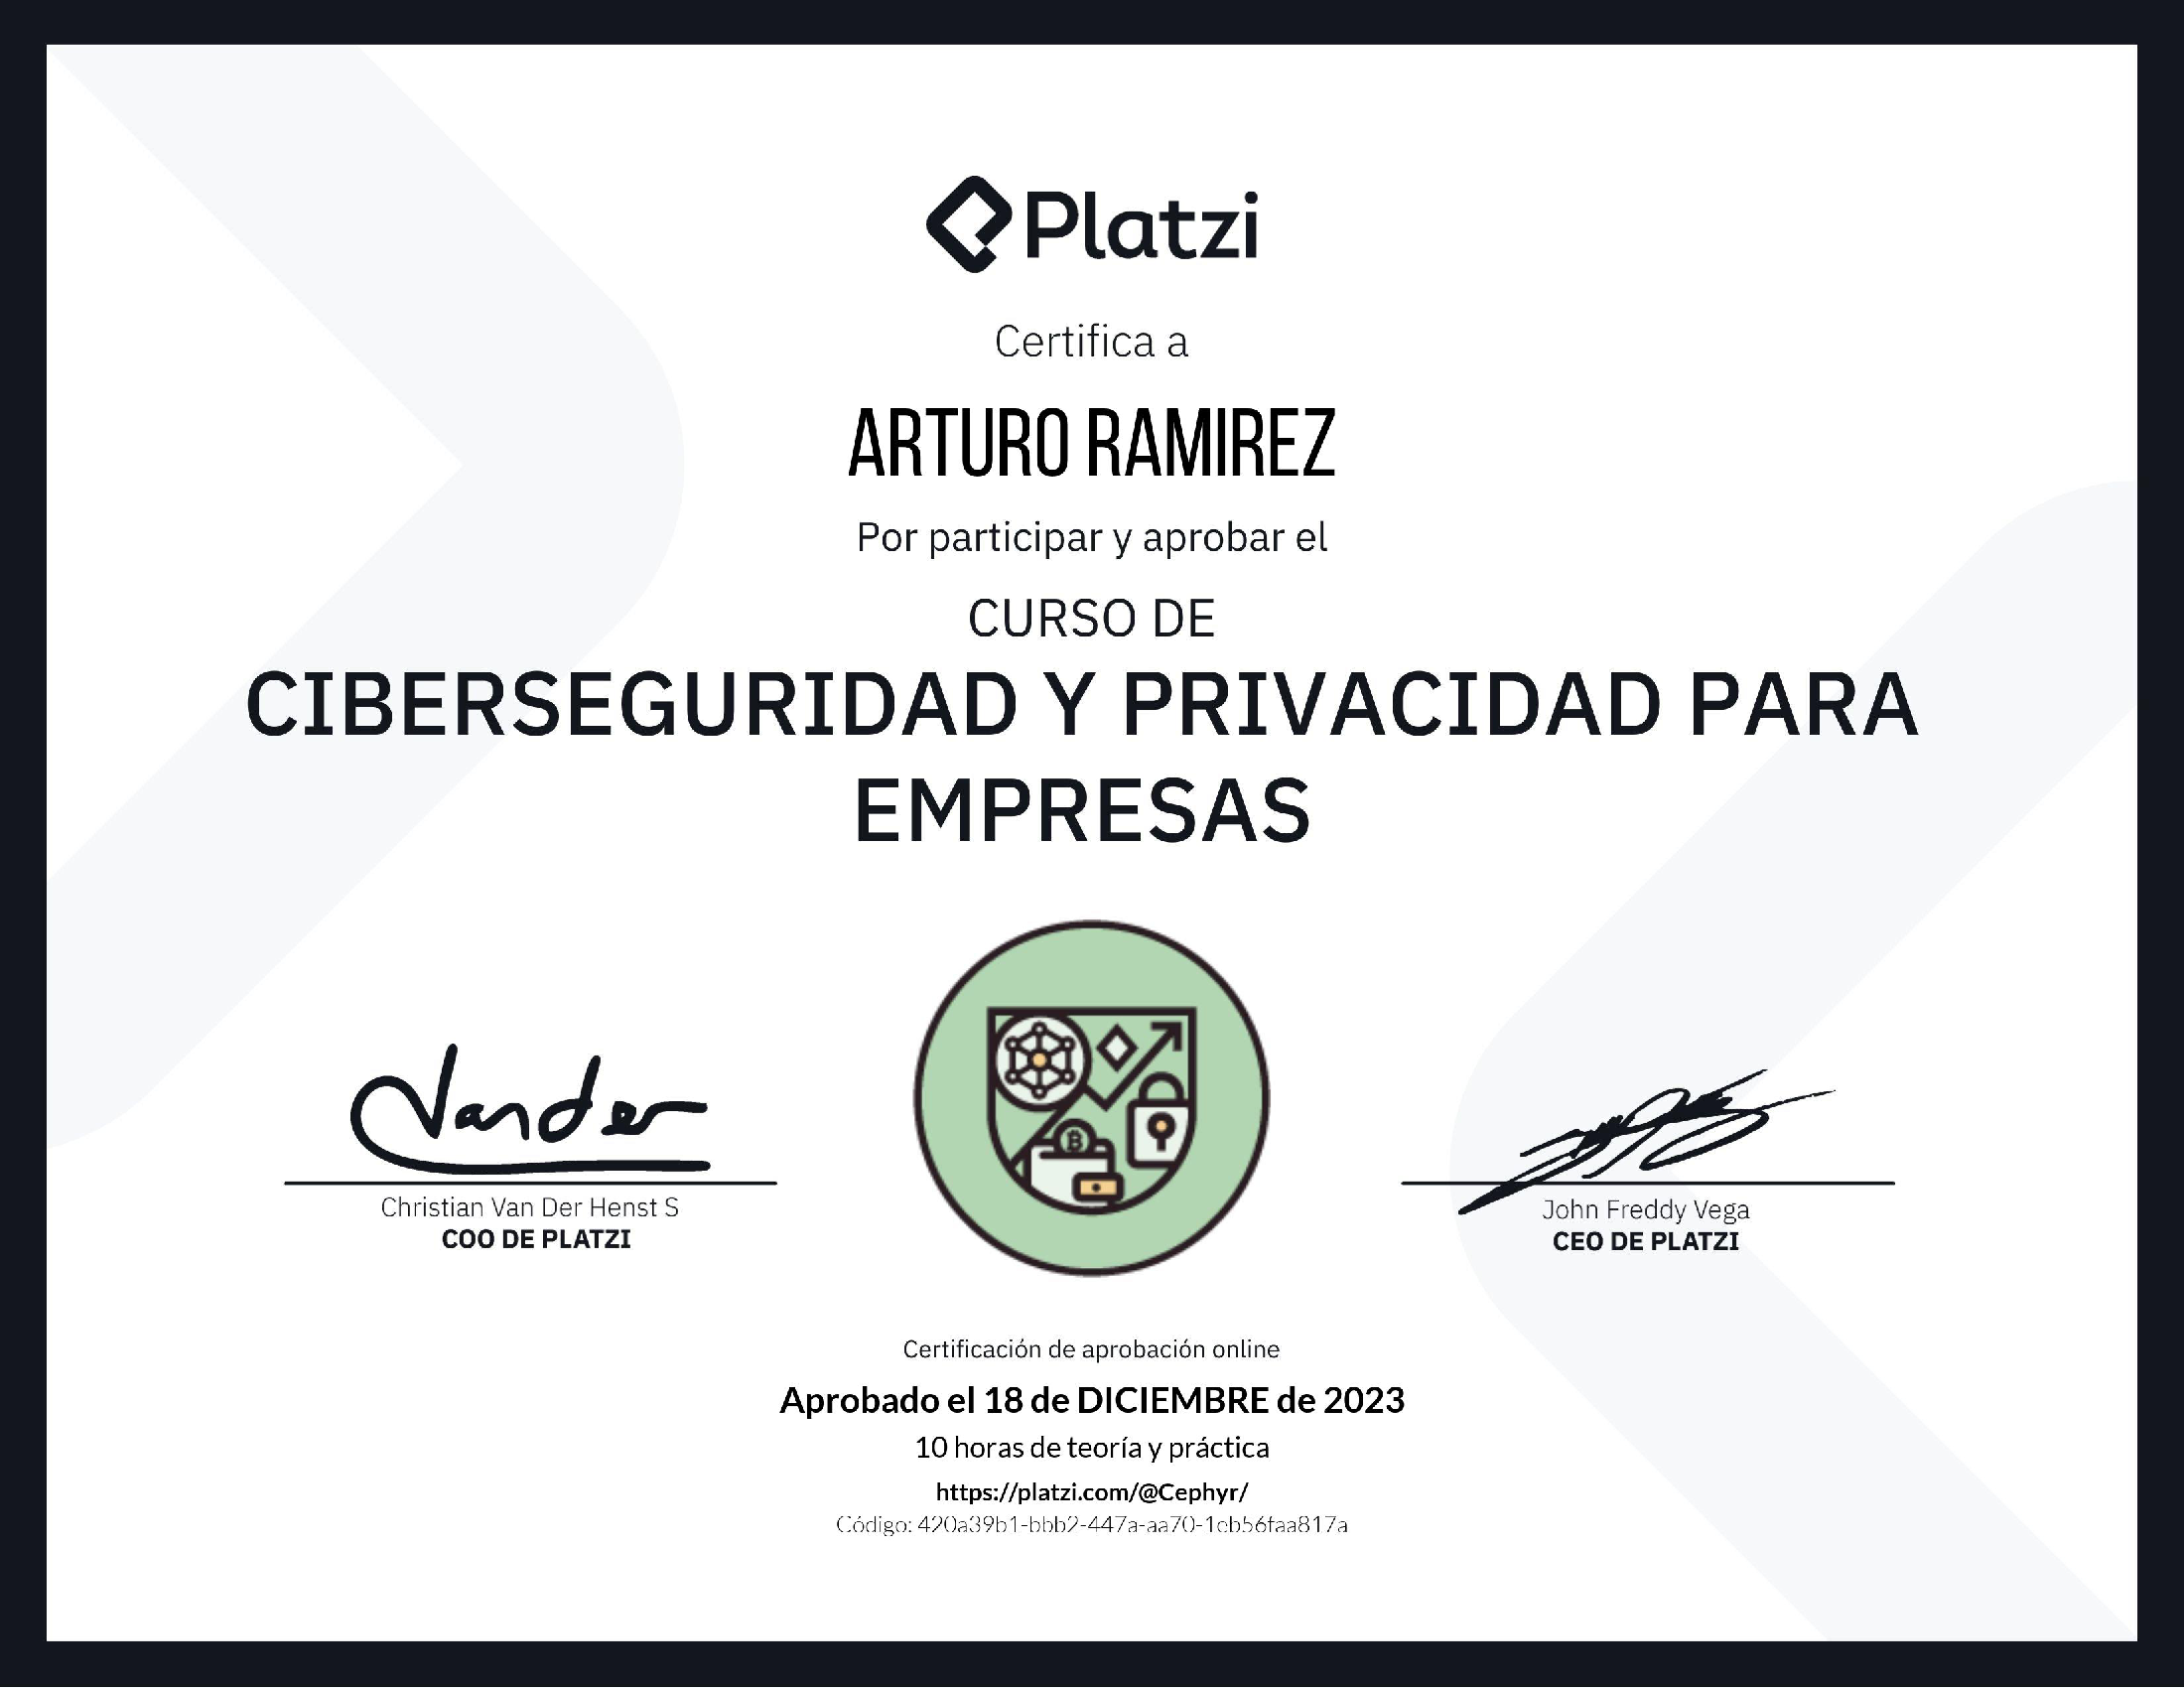 Platzi
Certifica a
ARTURO RAMIREZ
Por participar y aprobar el
CURSO DE
CIBERSEGURIDAD Y PRIVACIDAD PARA
EMPRESAS
Vander
Christian Van Der Henst S
COO DE PLATZI
John Freddy Vega
CEO DE PLATZI
Certificación de aprobación online
Aprobado el 18 de DICIEMBRE de 2023
10 horas de teoría y práctica
https://platzi.com/@Cephyr/
Código: 420a39b1-bbb2-447a-aa70-1eb56faa817a